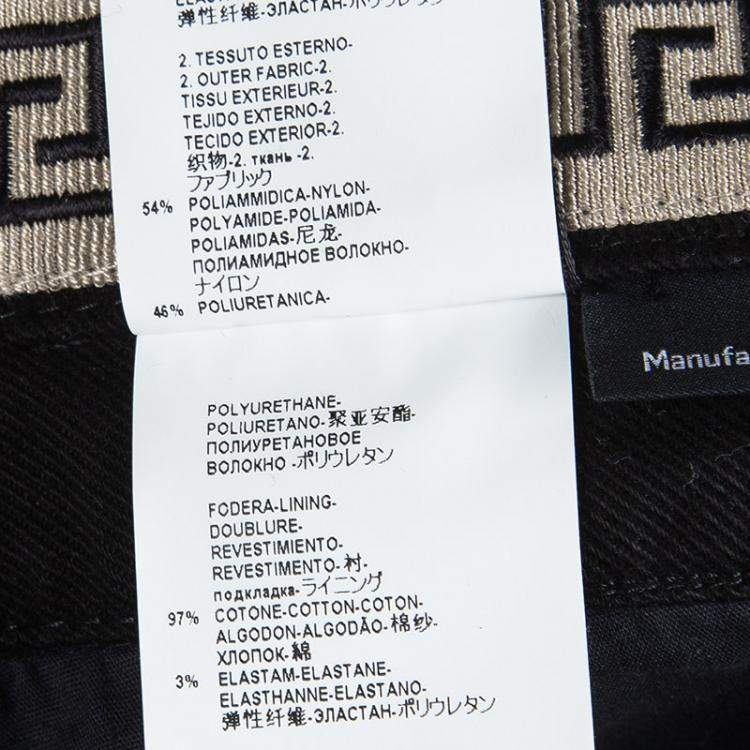 弹性纤维-ЭЛАСТАН-ポリウレタン
2. TESSUTO ESTERNO-
2. OUTER FABRIC-2.
TISSU EXTERIEUR-2.
TEJIDO EXTERNO-2.
TECIDO EXTERIOR-2.
织物-2. ткань -2.
ファブリック
54% POLIAMMIDICA-NYLON-
POLYAMIDE-POLIAMIDA-
POLIAMIDAS-尼龙-
ПОЛИАМИДНОЕ ВОЛОКНО-
ナイロン
46% POLIURETANICA-
POLYURETHANE-
POLIURETANO-聚亚安酯-
ПОЛИУРЕТАНОВОЕ
ВОЛОКНО -ポリウレタン
FODERA-LINING-
DOUBLURE-
REVESTIMIENTO-
REVESTIMENTO-衬-
подкладка-ライニング
97% COTONE-COTTON-COTON-
ALGODON-ALGODÃO-棉纱-
ХЛОПОК-綿
3% ELASTAM-ELASTANE-
ELASTHANNE-ELASTANO-
弹性纤维-ЭЛАСТАН-ポリウレタン
Manufa